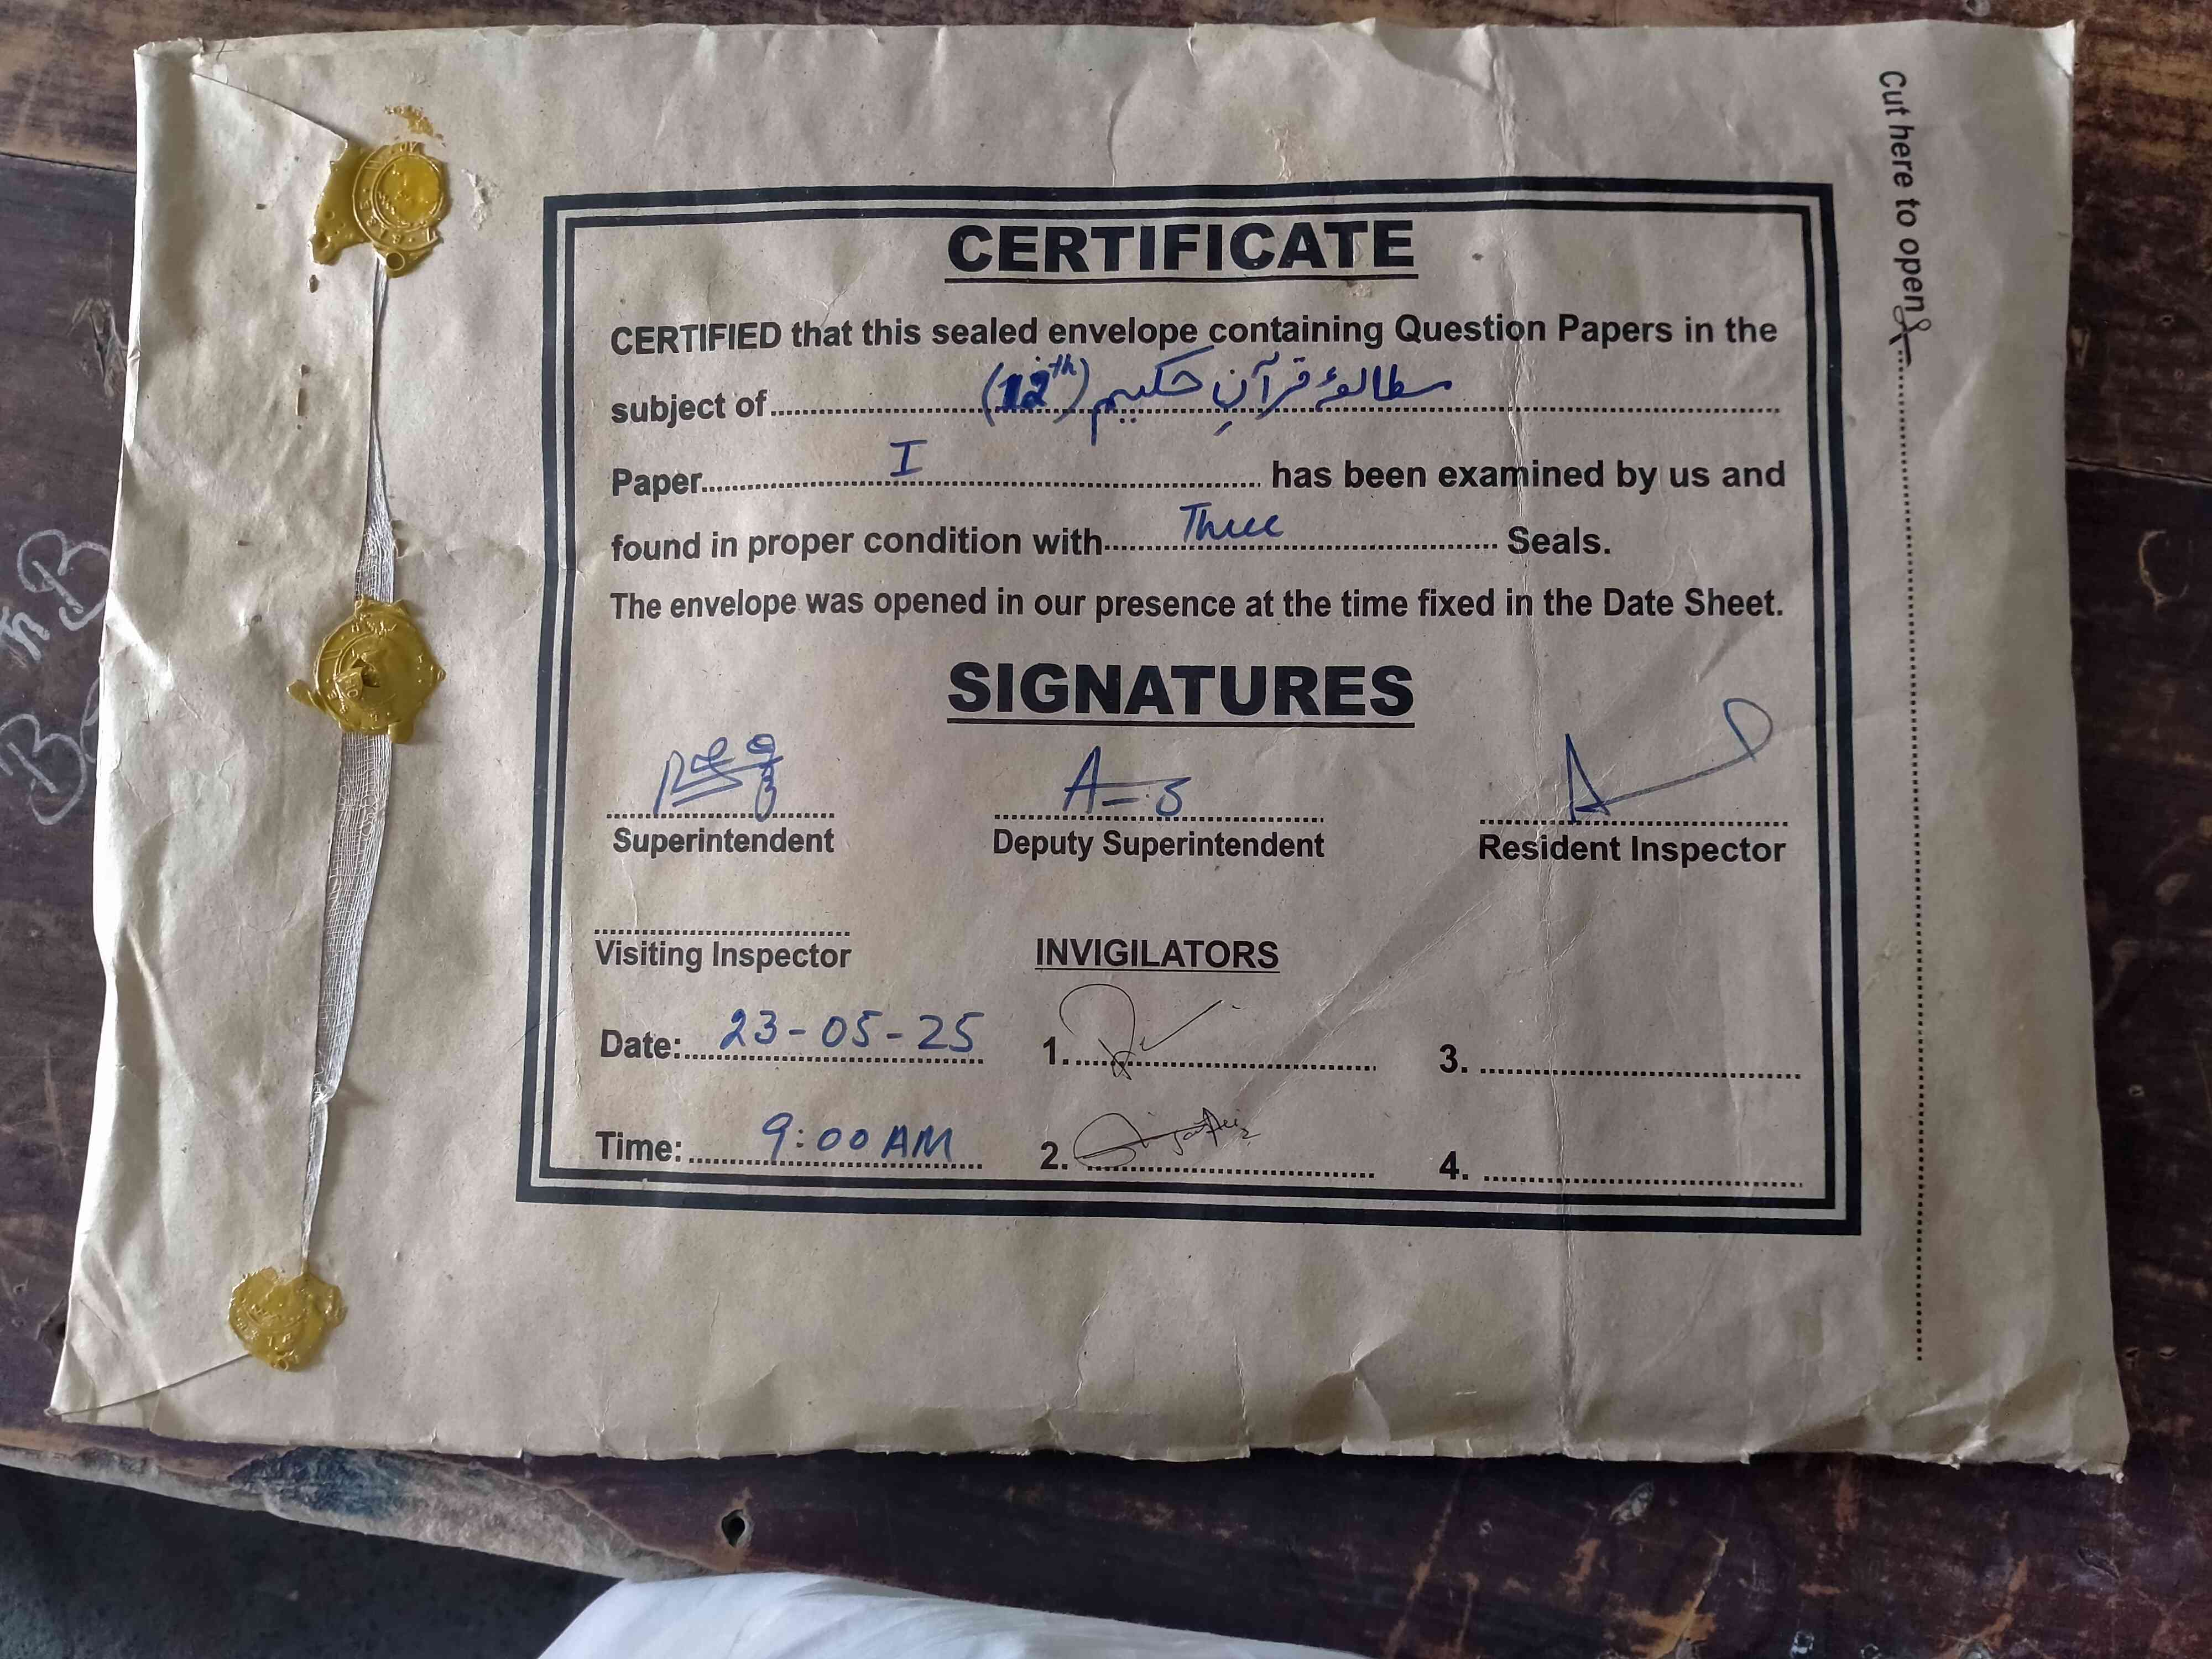 Cut here to open
CERTIFICATE
CERTIFIED that this sealed envelope containing Question Papers in the
subject of مطالعۂ قرآنِ حکیم (12th)
Paper I has been examined by us and
found in proper condition with Three Seals.
The envelope was opened in our presence at the time fixed in the Date Sheet.
SIGNATURES
Superintendent Deputy Superintendent Resident Inspector
Visiting Inspector INVIGILATORS
Date: 23-05-25 1. 3.
Time: 9:00 AM 2. 4.